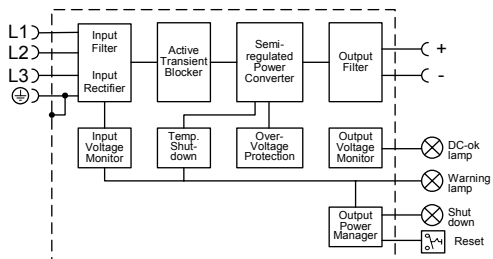 L1
L2
L3
Input
Filter
Input
Rectifier
Active
Transient
Blocker
Semi-
regulated
Power
Converter
Output
Filter
+
-
Input
Voltage
Monitor
Temp.
Shut-
down
Over-
Voltage
Protection
Output
Voltage
Monitor
DC-ok
lamp
Warning
lamp
Output
Power
Manager
Shut
down
Reset